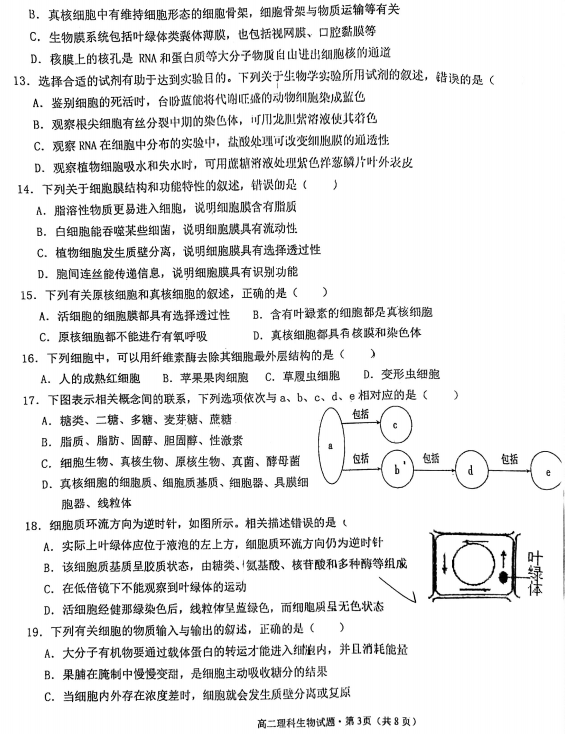 B. 真核细胞中有维持细胞形态的细胞骨架，细胞骨架与物质运输等有关
C. 生物膜系统包括叶绿体类囊体薄膜，也包括视网膜、口腔黏膜等
D. 核膜上的核孔是 RNA 和蛋白质等大分子物质自由进出细胞核的通道
13. 选择合适的试剂有助于达到实验目的。下列关于生物学实验所用试剂的叙述，错误的是（
A. 鉴别细胞的死活时，台盼蓝能将代谢旺盛的动物细胞染成蓝色
B. 观察根尖细胞有丝分裂中期的染色体，可用龙胆紫溶液使其着色
C. 观察 RNA 在细胞中分布的实验中，盐酸处理可改变细胞膜的通透性
D. 观察植物细胞吸水和失水时，可用蔗糖溶液处理紫色洋葱鳞片叶外表皮
14. 下列关于细胞膜结构和功能特性的叙述，错误的是（ ）
A. 脂溶性物质更易进入细胞，说明细胞膜含有脂质
B. 白细胞能吞噬某些细菌，说明细胞膜具有流动性
C. 植物细胞发生质壁分离，说明细胞膜具有选择透过性
D. 胞间连丝能传递信息，说明细胞膜具有识别功能
15. 下列有关原核细胞和真核细胞的叙述，正确的是（ ）
A. 活细胞的细胞膜都具有选择透过性 B. 含有叶绿素的细胞都是真核细胞
C. 原核细胞都不能进行有氧呼吸 D. 真核细胞都具有核膜和染色体
16. 下列细胞中，可以用纤维素酶去除其细胞最外层结构的是（ ）
A. 人的成熟红细胞 B. 苹果果肉细胞 C. 草履虫细胞 D. 变形虫细胞
17. 下图表示相关概念间的联系，下列选项依次与 a、b、c、d、e 相对应的是（ ）
A. 糖类、二糖、多糖、麦芽糖、蔗糖
B. 脂质、脂肪、固醇、胆固醇、性激素
C. 细胞生物、真核生物、原核生物、真菌、酵母菌
D. 真核细胞的细胞质、细胞质基质、细胞器、具膜细
胞器、线粒体
a
包括
c
包括
b
包括
d
包括
e
18. 细胞质环流方向为逆时针，如图所示。相关描述错误的是（
A. 实际上叶绿体应位于液泡的左上方，细胞质环流方向仍为逆时针
B. 该细胞质基质呈胶质状态，由糖类、氨基酸、核苷酸和多种酶等组成
C. 在低倍镜下不能观察到叶绿体的运动
D. 活细胞经健那绿染色后，线粒体呈蓝绿色，而细胞质呈无色状态
叶绿体
19. 下列有关细胞的物质输入与输出的叙述，正确的是（ ）
A. 大分子有机物要通过载体蛋白的转运才能进入细胞内，并且消耗能量
B. 果脯在腌制中慢慢变甜，是细胞主动吸收糖分的结果
C. 当细胞内外存在浓度差时，细胞就会发生质壁分离或复原
高二理科生物试题·第3页（共8页）